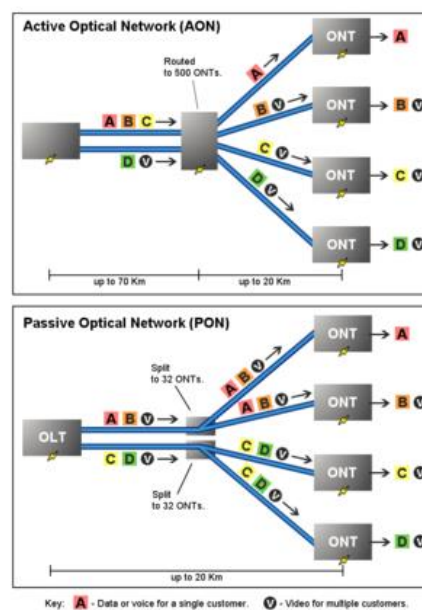 Active Optical Network (AON)
Routed
to 500 ONTs.
A B C
D V
A
B V
C V
D V
ONT
A
ONT
B V
ONT
C V
ONT
D V
up to 70 Km
up to 20 Km
Passive Optical Network (PON)
Split
to 32 ONTs.
OLT
A B V
C D V
A B V
A B V
C D V
C D V
Split
to 32 ONTs.
ONT
A
ONT
B V
ONT
C V
ONT
D V
up to 20 Km
Key: A - Data or voice for a single customer. V - Video for multiple customers.